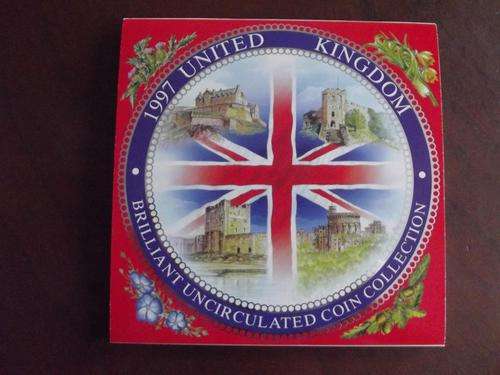 1997 UNITED KINGDOM
BRILLIANT UNCIRCULATED COIN COLLECTION